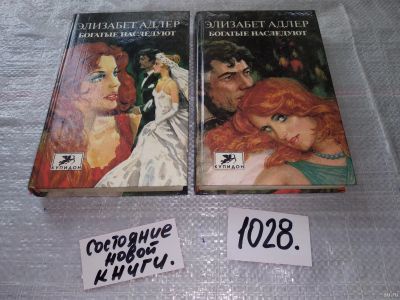 ЭЛИЗАБЕТ АДЛЕР
БОГАТЫЕ НАСЛЕДУЮТ
КУПИДОН
ЭЛИЗАБЕТ АДЛЕР
БОГАТЫЕ НАСЛЕДУЮТ
КУПИДОН
состояние
новой
книги.
1028.